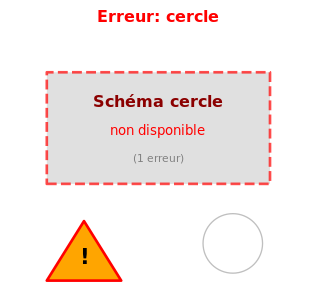 Erreur: cercle
Schéma cercle
non disponible
(1 erreur)
!